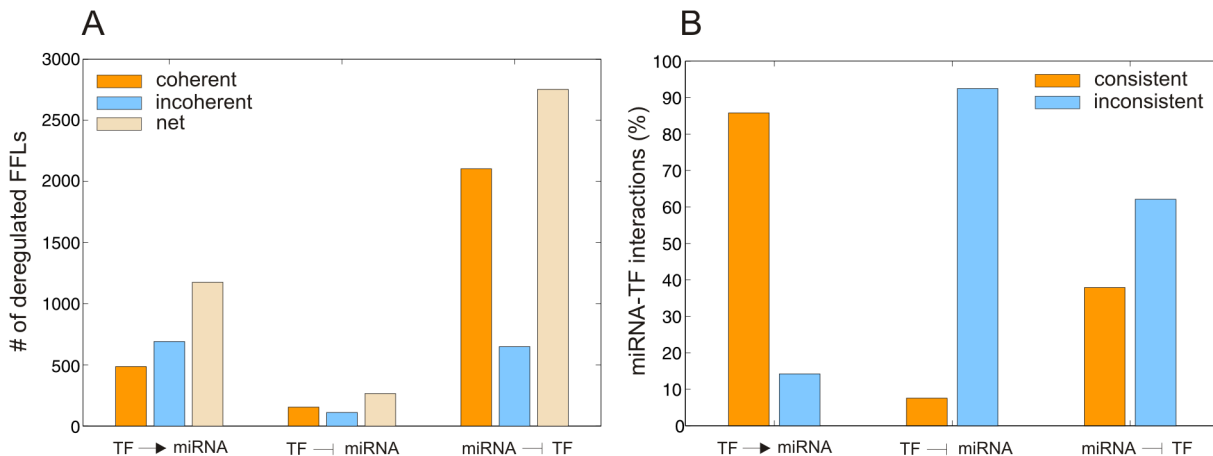 A
# of deregulated FFLs
3000
2500
2000
1500
1000
500
0
coherent
incoherent
net
TF → miRNA
TF ⊣ miRNA
miRNA ⊣ TF
B
miRNA-TF interactions (%)
100
90
80
70
60
50
40
30
20
10
0
consistent
inconsistent
TF → miRNA
TF ⊣ miRNA
miRNA ⊣ TF